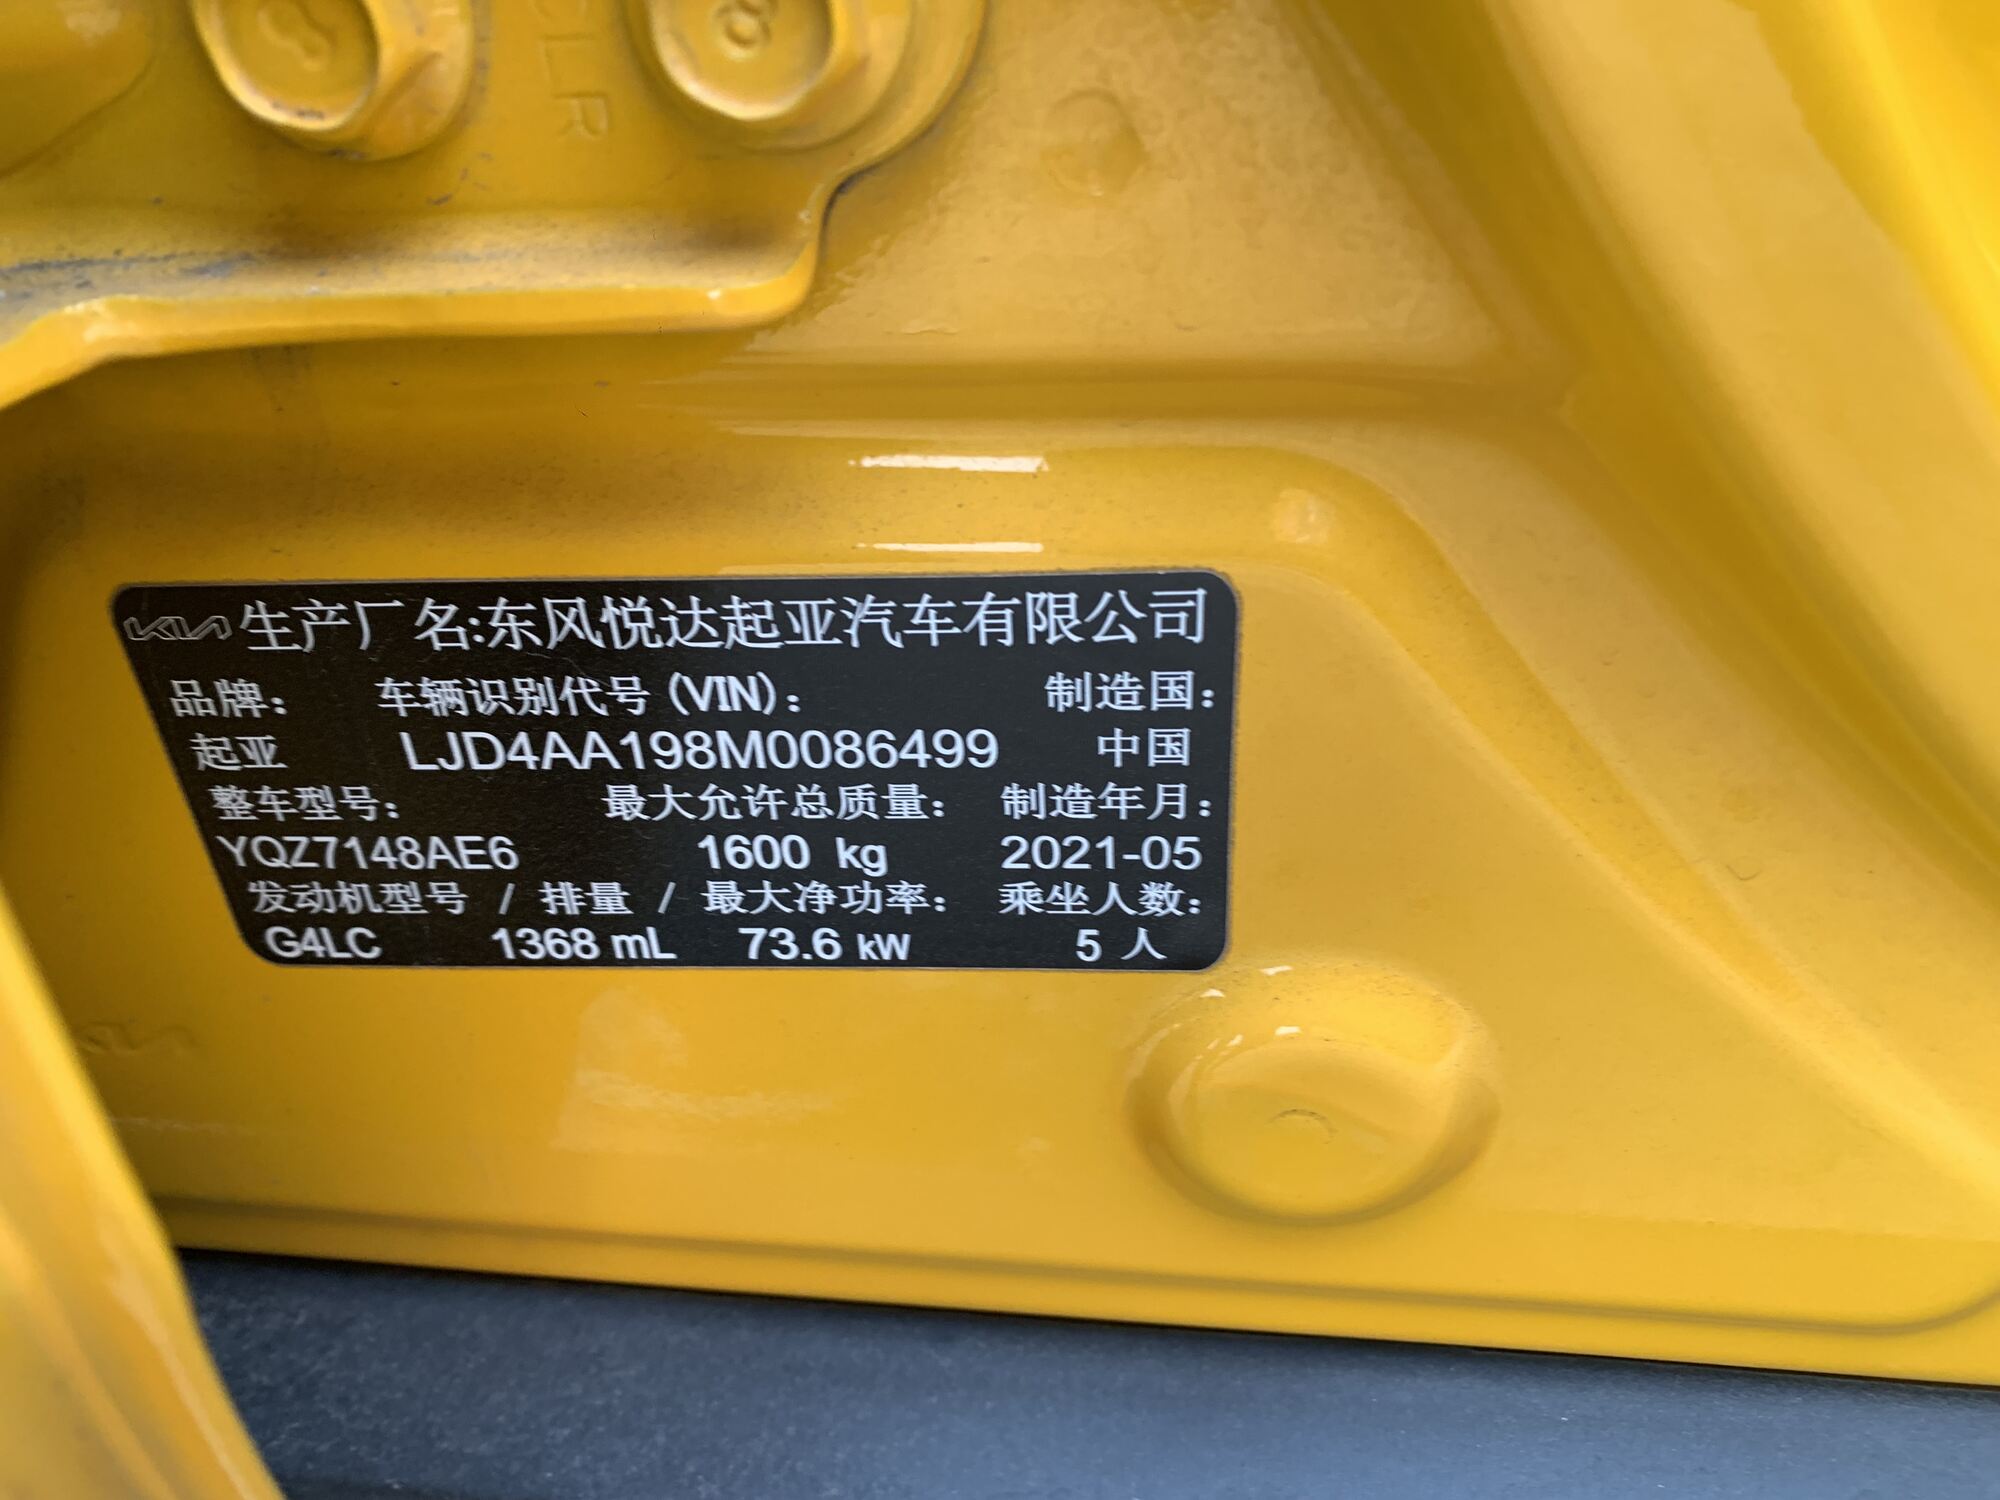 CLR
8
KIA 生产厂名:东风悦达起亚汽车有限公司
品牌: 车辆识别代号 (VIN): 制造国:
起亚 LJD4AA198M0086499 中国
整车型号: 最大允许总质量: 制造年月:
YQZ7148AE6 1600 kg 2021-05
发动机型号 / 排量 / 最大净功率: 乘坐人数:
G4LC 1368 mL 73.6 kW 5 人